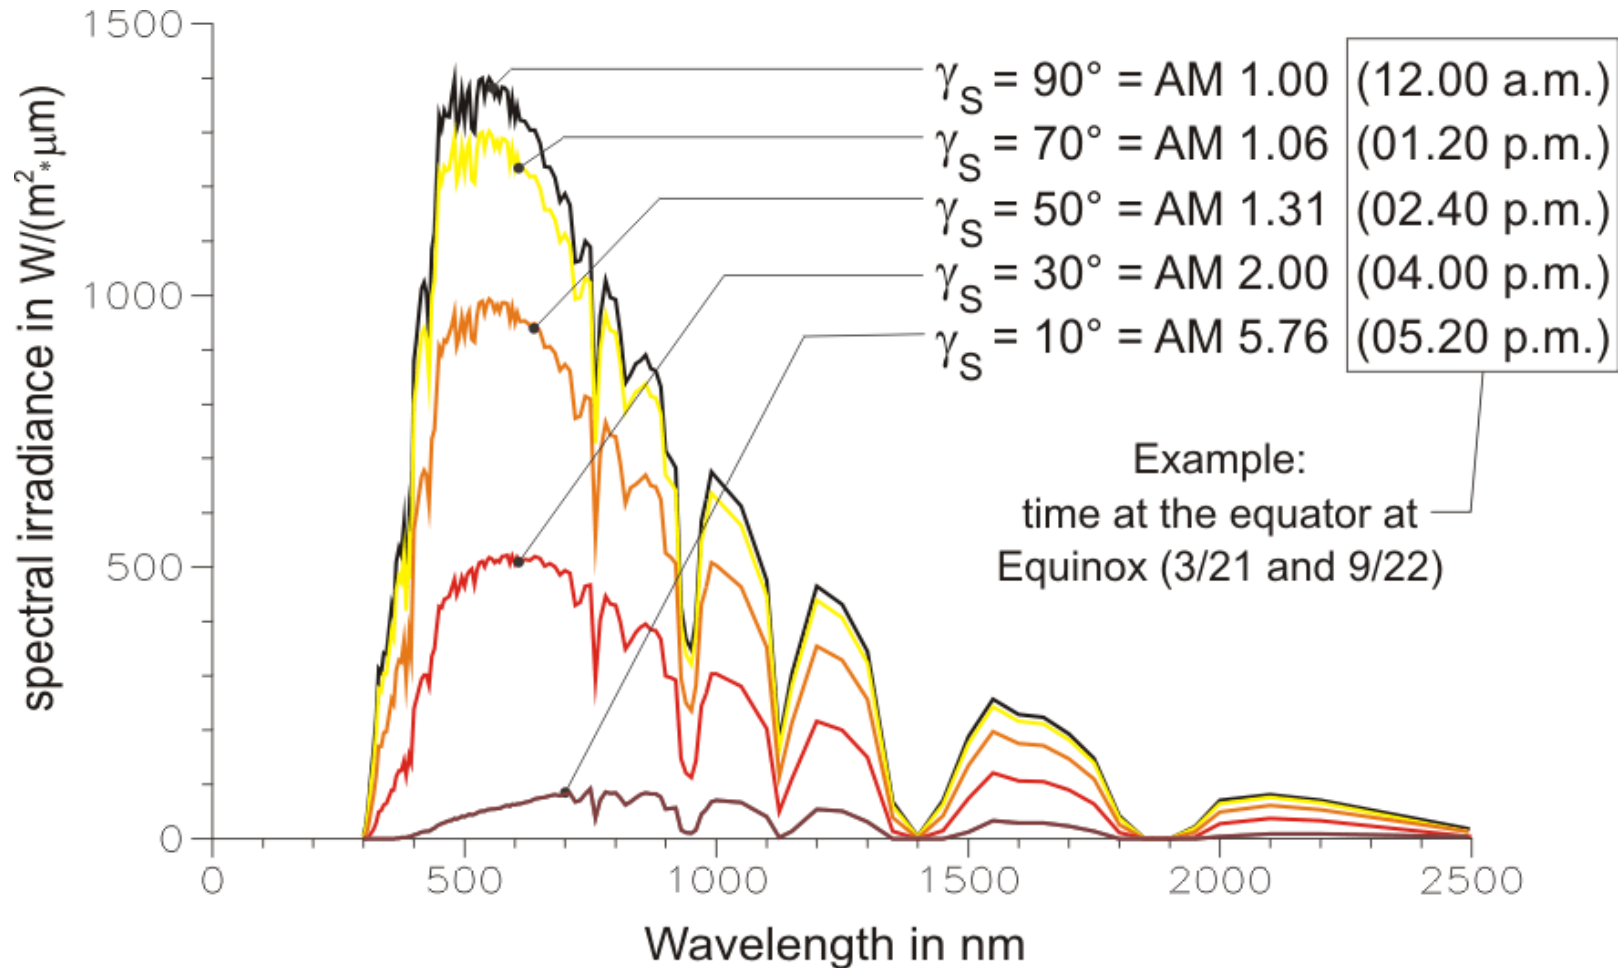 1500
1000
500
0
spectral irradiance in W/(m²*µm)
γS = 90° = AM 1.00 (12.00 a.m.)
γS = 70° = AM 1.06 (01.20 p.m.)
γS = 50° = AM 1.31 (02.40 p.m.)
γS = 30° = AM 2.00 (04.00 p.m.)
γS = 10° = AM 5.76 (05.20 p.m.)
Example:
time at the equator at
Equinox (3/21 and 9/22)
0 500 1000 1500 2000 2500
Wavelength in nm